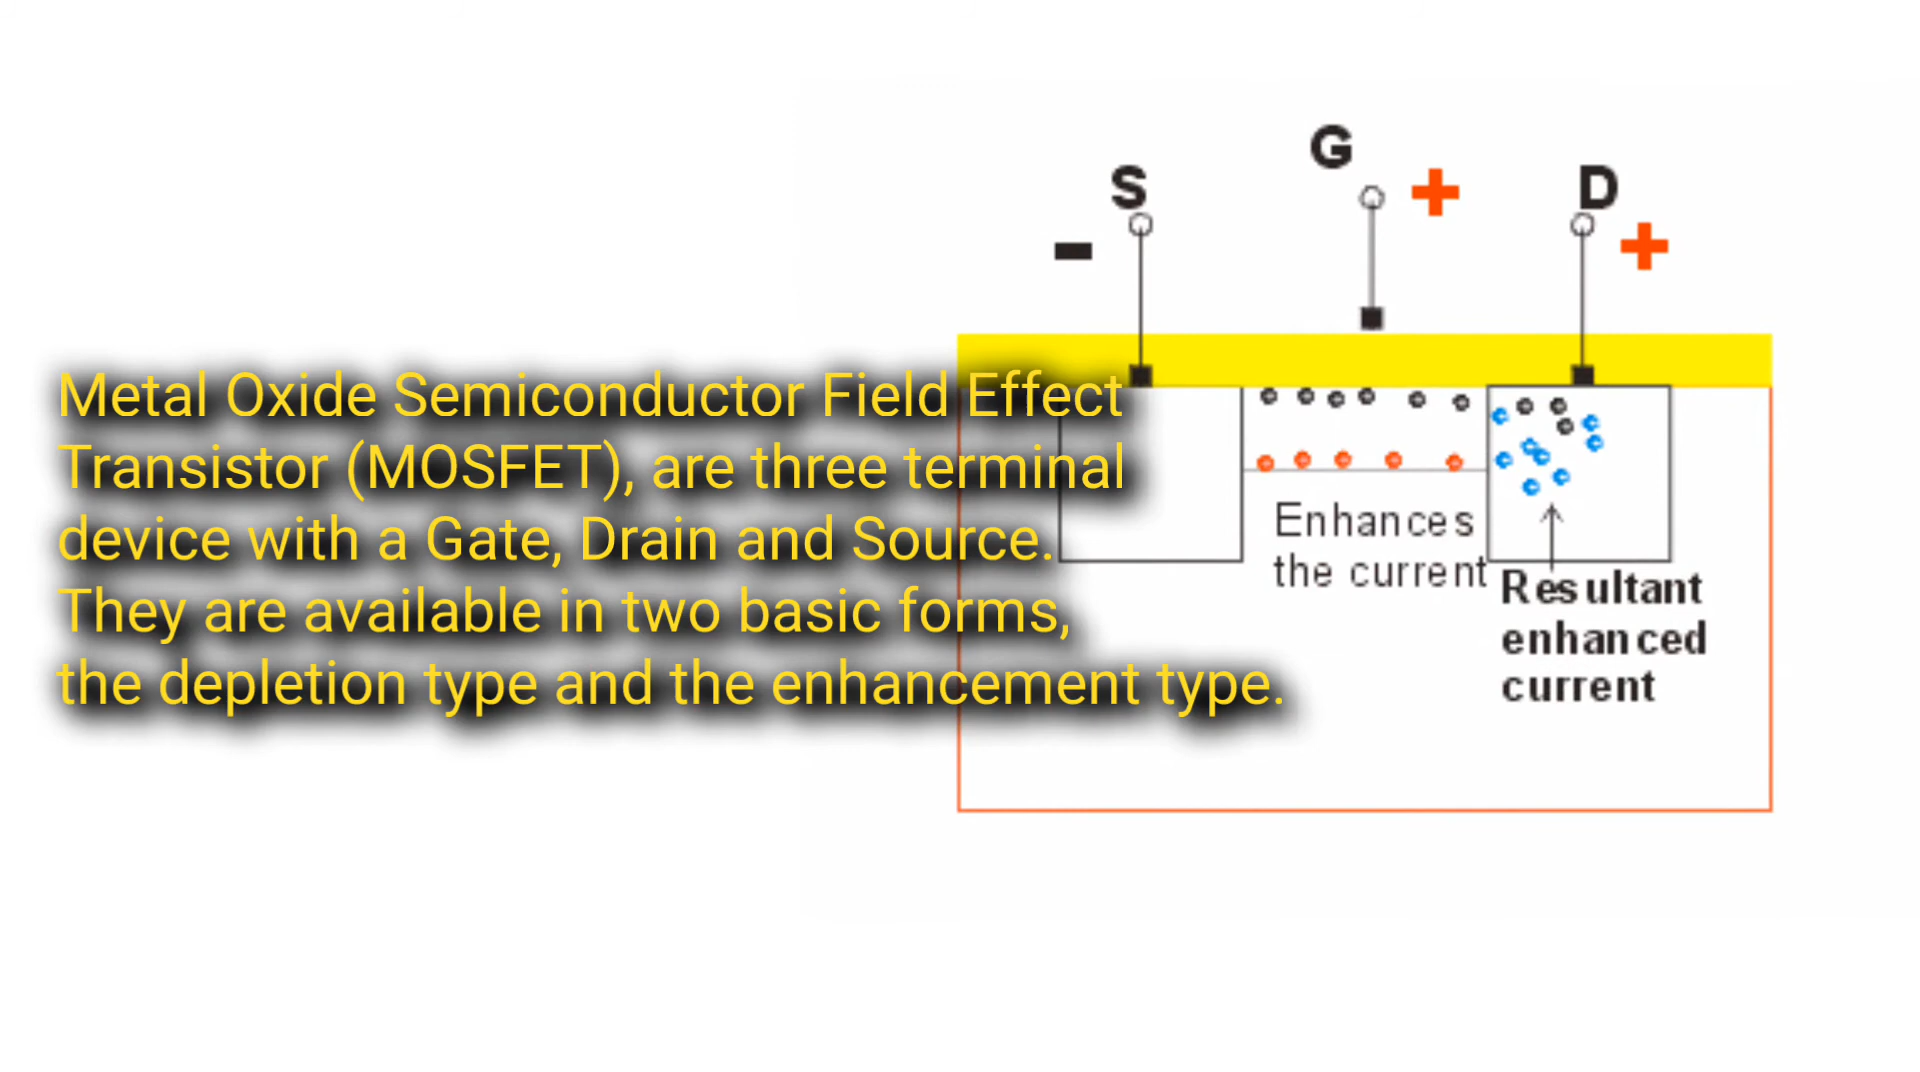 G
S
D
+
-
+
Metal Oxide Semiconductor Field Effect
Transistor (MOSFET), are three terminal
device with a Gate, Drain and Source.
They are available in two basic forms,
the depletion type and the enhancement type.
Enhances
the current
Resultant
enhanced
current